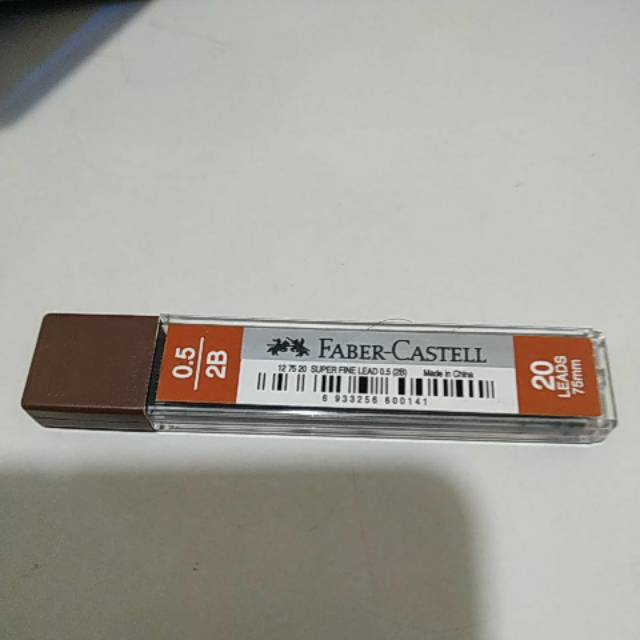 0.5
2B
FABER-CASTELL
12 75 20 SUPER FINE LEAD 0.5 (2B) Made in China
6 933256 600141
20
LEADS
75mm